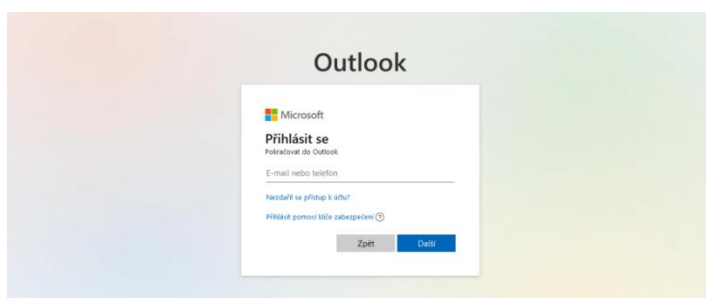 Outlook
Microsoft
Přihlásit se
Pokračovat do Outlook
E-mail nebo telefon
Nezdařil se přístup k účtu?
Přihlásit pomocí klíče zabezpečení ?
Zpět
Další